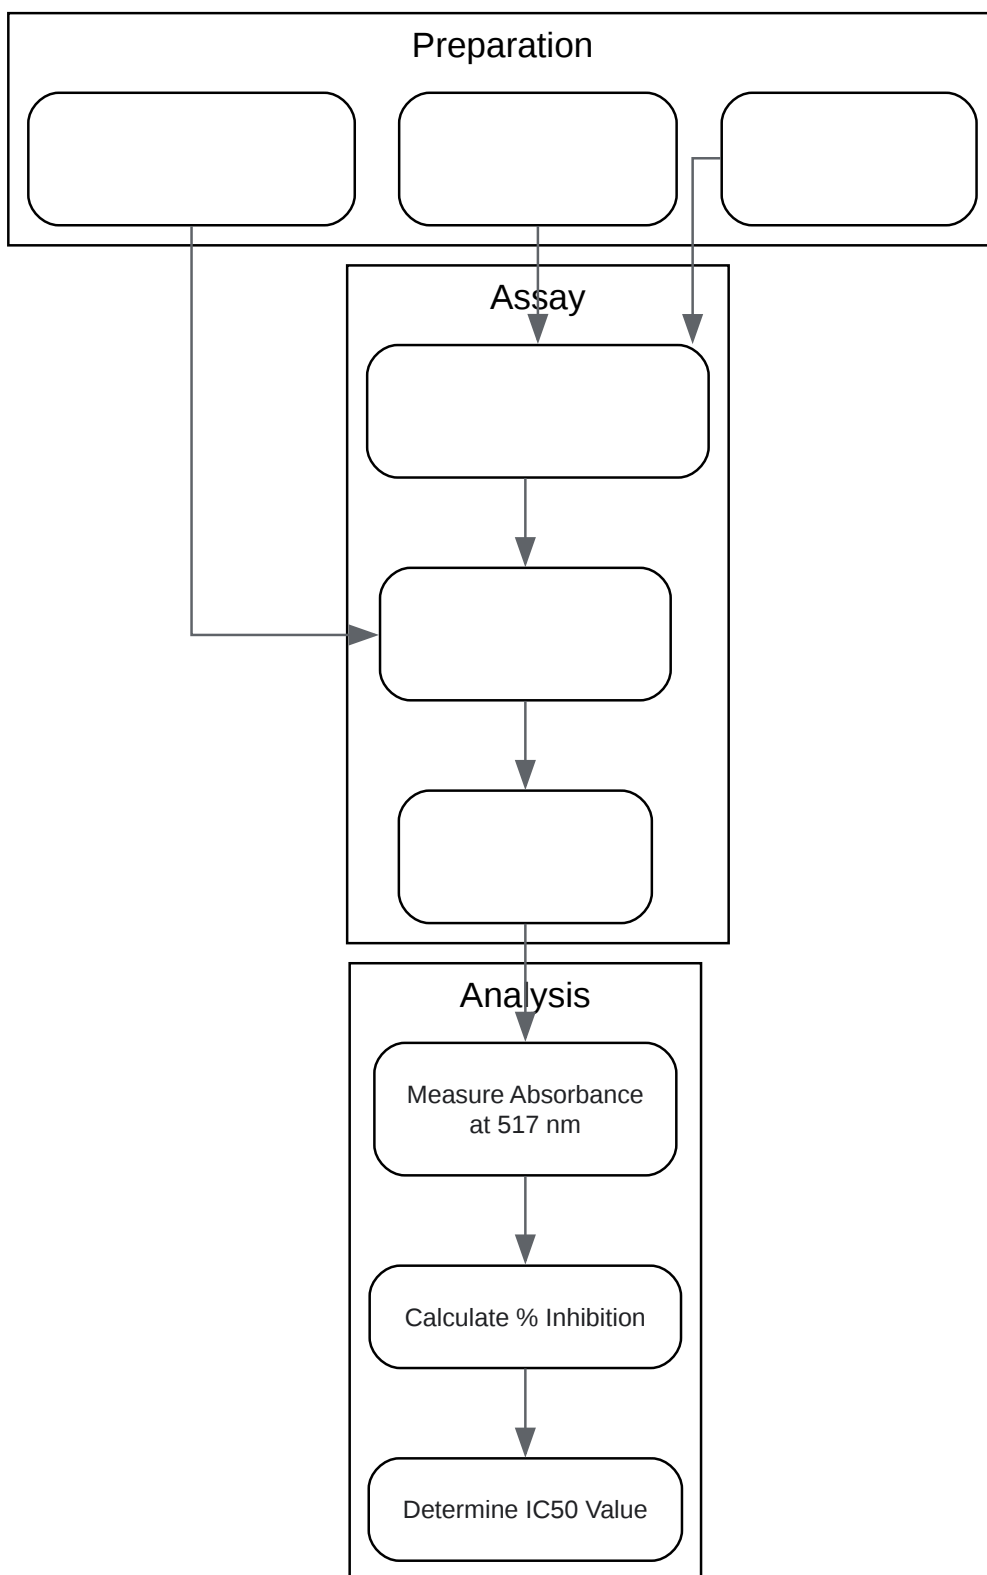 Preparation
Assay
Analysis
Measure Absorbance
at 517 nm
Calculate % Inhibition
Determine IC50 Value